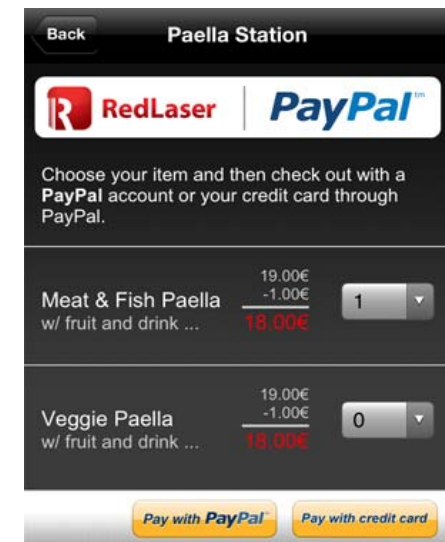 Back Paella Station
R RedLaser PayPal™
Choose your item and then check out with a
PayPal account or your credit card through
PayPal.
19.00€
-1.00€
Meat & Fish Paella 1
w/ fruit and drink ... 18.00€
19.00€
-1.00€
Veggie Paella 0
w/ fruit and drink ... 18.00€
Pay with PayPal™ Pay with credit card